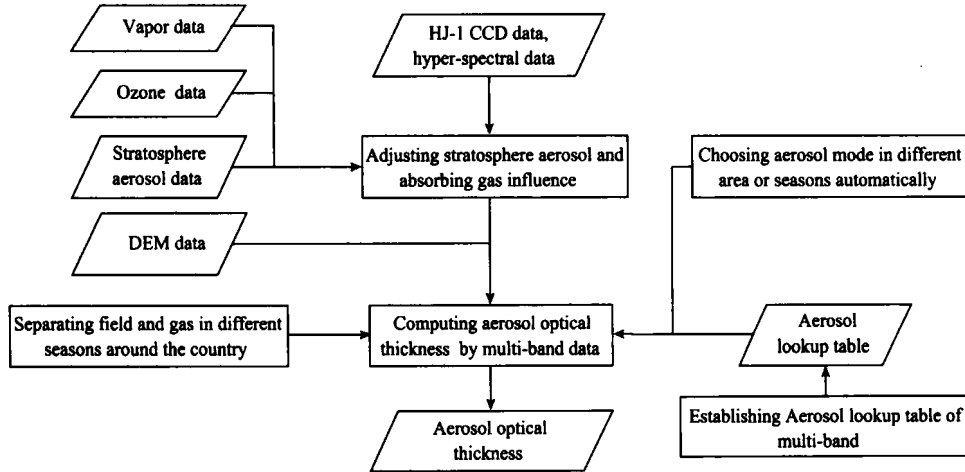 Vapor data
HJ-1 CCD data,
hyper-spectral data
Ozone data
Stratosphere
aerosol data
Adjusting stratosphere aerosol and
absorbing gas influence
Choosing aerosol mode in different
area or seasons automatically
DEM data
Separating field and gas in different
seasons around the country
Computing aerosol optical
thickness by multi-band data
Aerosol
lookup table
Aerosol optical
thickness
Establishing Aerosol lookup table of
multi-band